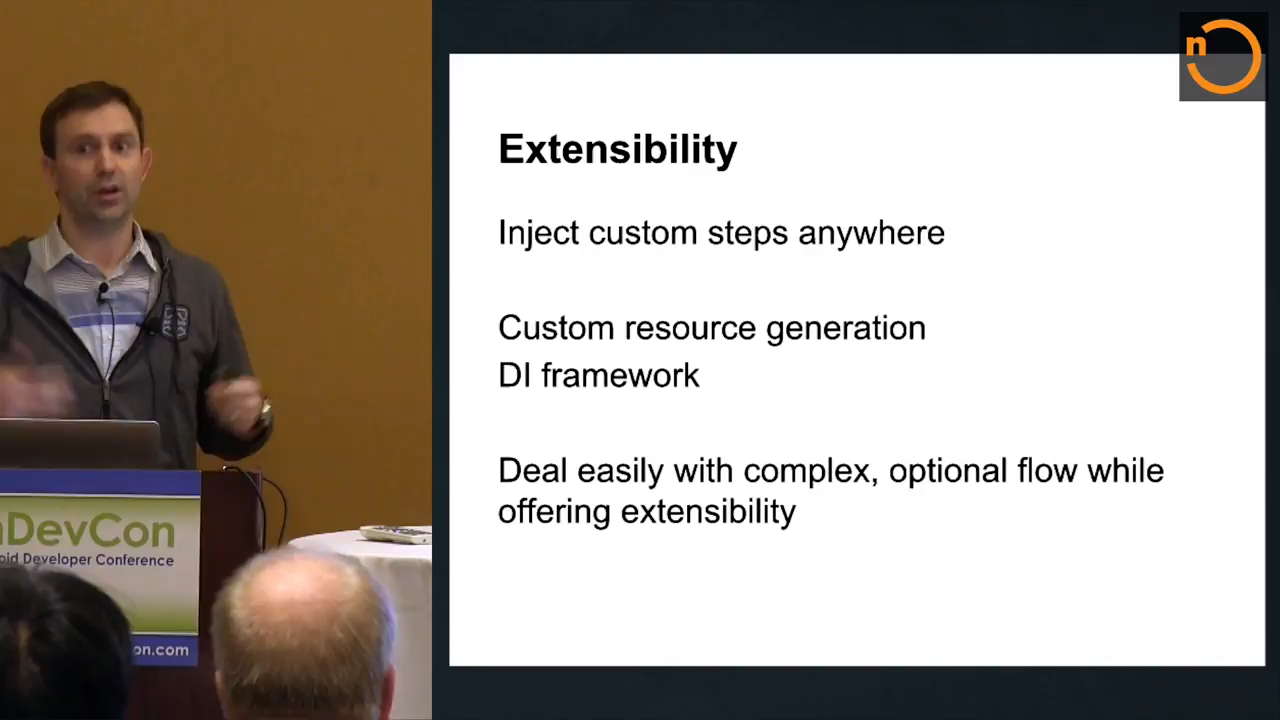 n
Extensibility
Inject custom steps anywhere
Custom resource generation
DI framework
Deal easily with complex, optional flow while
offering extensibility
DevCon
Developer Conference
on.com